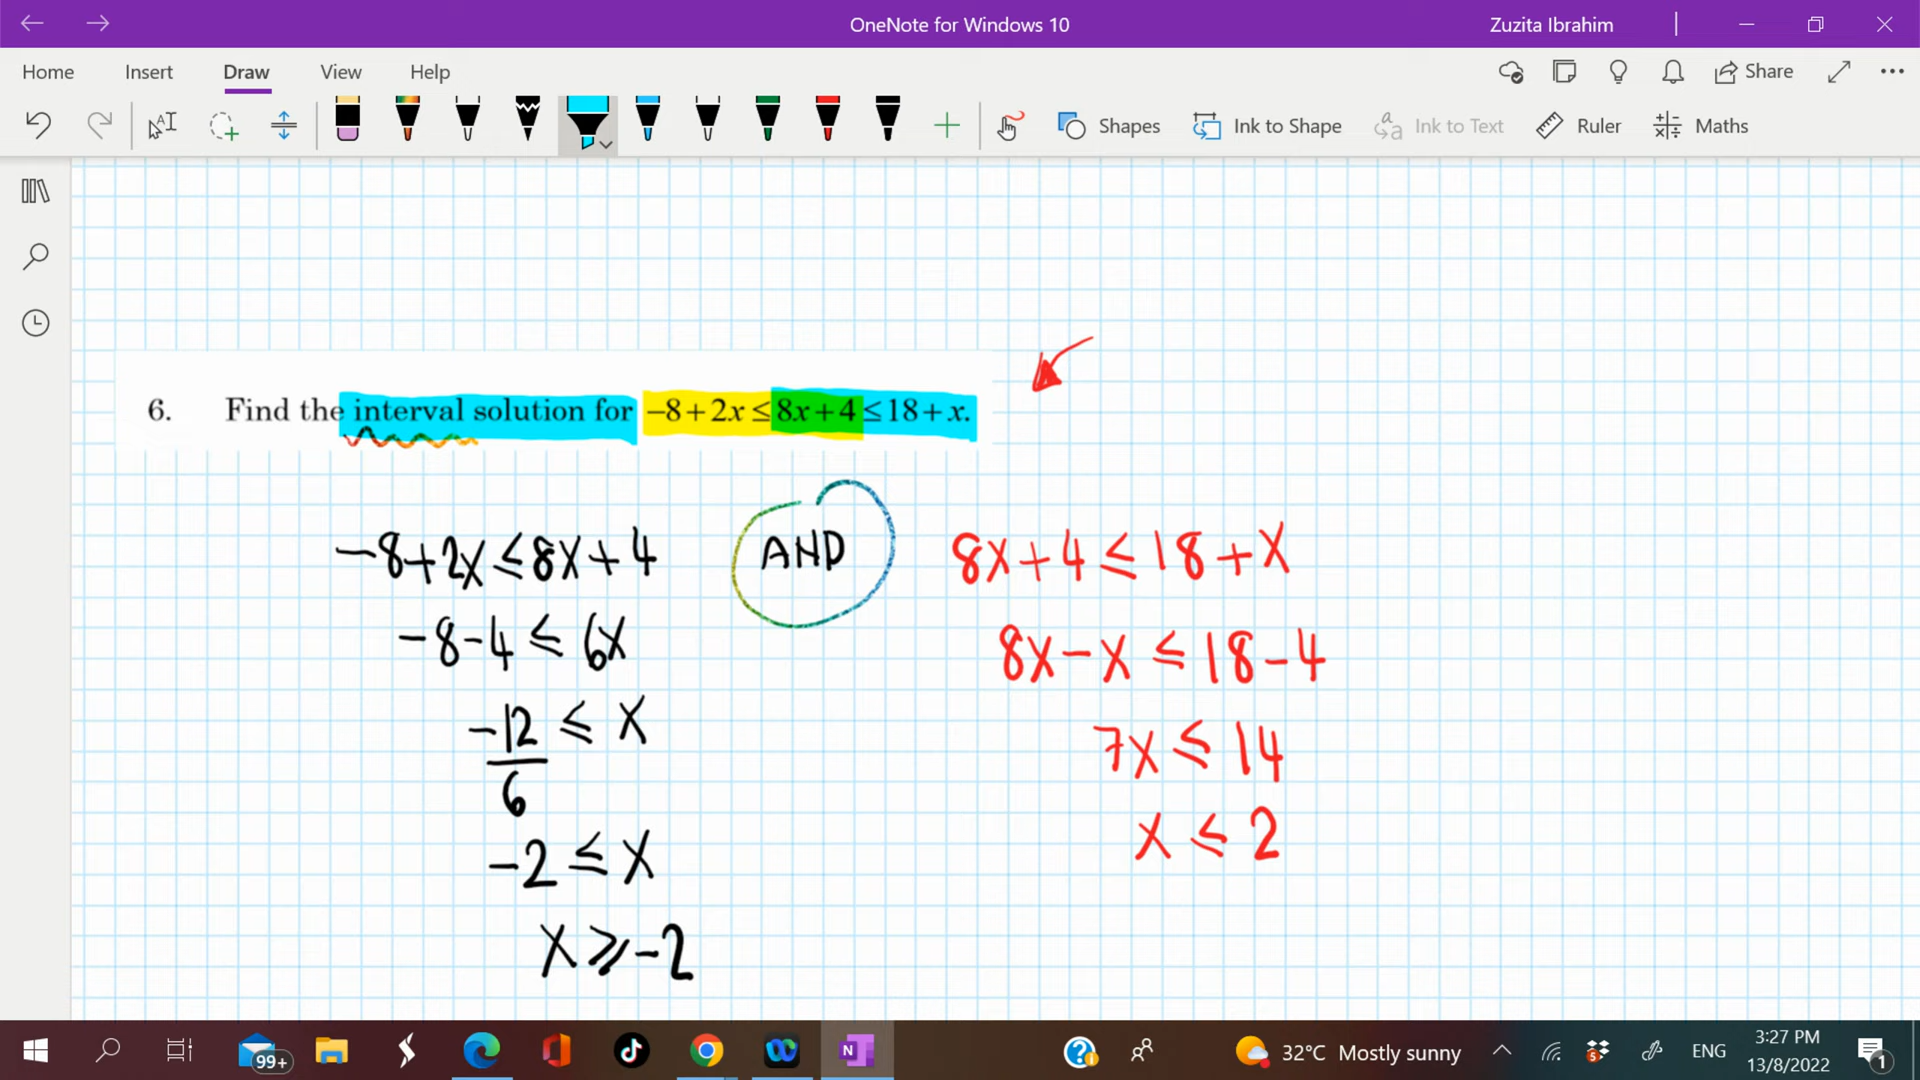 OneNote for Windows 10
Zuzita Ibrahim
Home Insert Draw View Help
Share
Shapes Ink to Shape Ink to Text Ruler Maths
6. Find the interval solution for −8+2x ≤ 8x+4 ≤ 18+x.
-8+2x ≤ 8x+4 AND 8x+4 ≤ 18+x
-8-4 ≤ 6x 8x-x ≤ 18-4
-12/6 ≤ x 7x ≤ 14
-2 ≤ x x ≤ 2
x ≥ -2
99+
32°C Mostly sunny
ENG
3:27 PM
13/8/2022
1